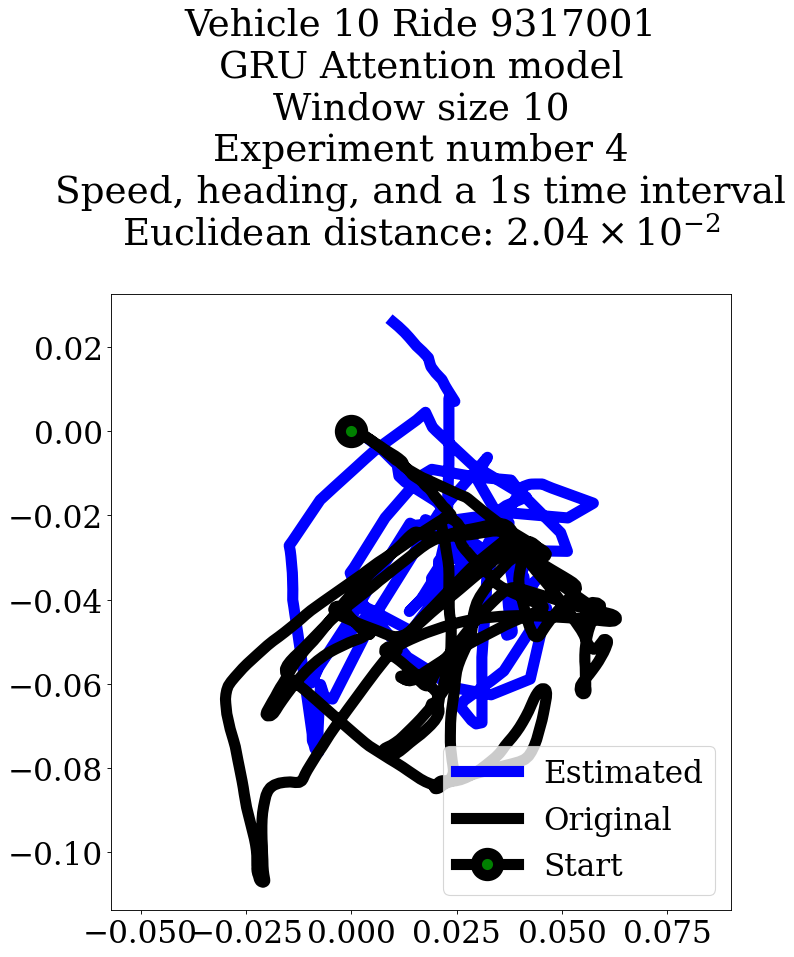 Vehicle 10 Ride 9317001
GRU Attention model
Window size 10
Experiment number 4
Speed, heading, and a 1s time interval
Euclidean distance: 2.04 × 10⁻²
0.02
0.00
−0.02
−0.04
−0.06
−0.08
−0.10
Estimated
Original
Start
−0.050 −0.025 0.000 0.025 0.050 0.075